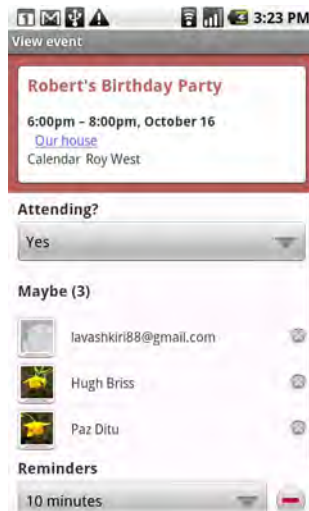 1
3:23 PM
View event
Robert's Birthday Party
6:00pm – 8:00pm, October 16
Our house
Calendar Roy West
Attending?
Yes
Maybe (3)
lavashkiri88@gmail.com
Hugh Briss
Paz Ditu
Reminders
10 minutes